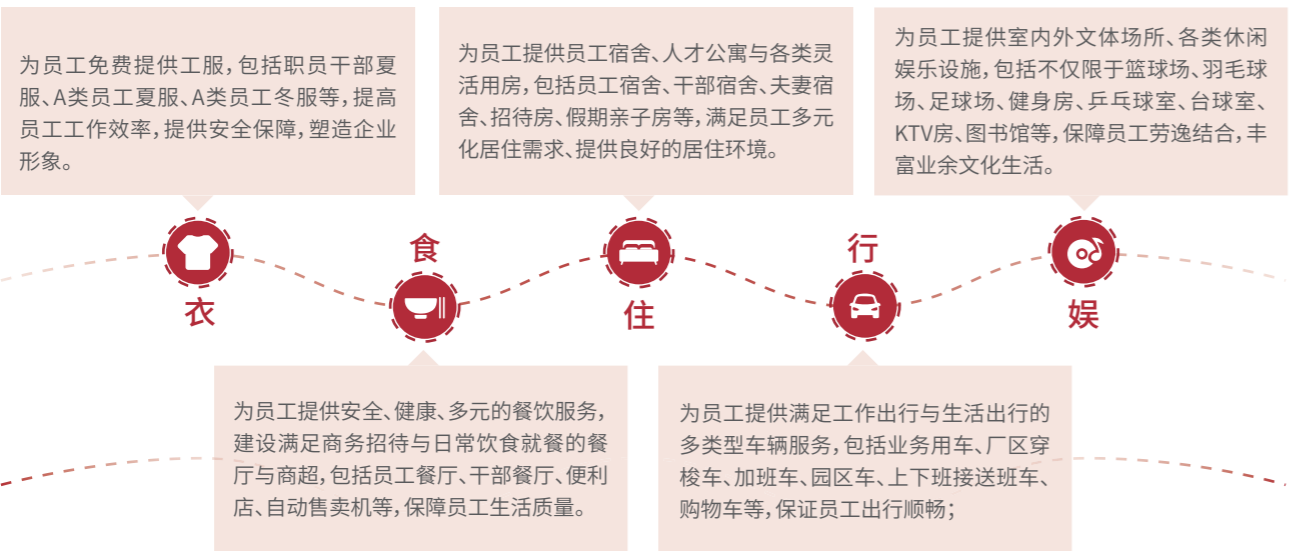 为员工免费提供工服，包括职员干部夏
服、A类员工夏服、A类员工冬服等，提高
员工工作效率，提供安全保障，塑造企业
形象。
衣
为员工提供安全、健康、多元的餐饮服务，
建设满足商务招待与日常饮食就餐的餐
厅与商超，包括员工餐厅、干部餐厅、便利
店、自动售卖机等，保障员工生活质量。
食
为员工提供员工宿舍、人才公寓与各类灵
活用房，包括员工宿舍、干部宿舍、夫妻宿
舍、招待房、假期亲子房等，满足员工多元
化居住需求、提供良好的居住环境。
住
为员工提供满足工作出行与生活出行的
多类型车辆服务，包括业务用车、厂区穿
梭车、加班车、园区车、上下班接送班车、
购物车等，保证员工出行顺畅；
行
为员工提供室内外文体场所、各类休闲
娱乐设施，包括不仅限于篮球场、羽毛球
场、足球场、健身房、乒乓球室、台球室、
KTV房、图书馆等，保障员工劳逸结合，丰
富业余文化生活。
娱